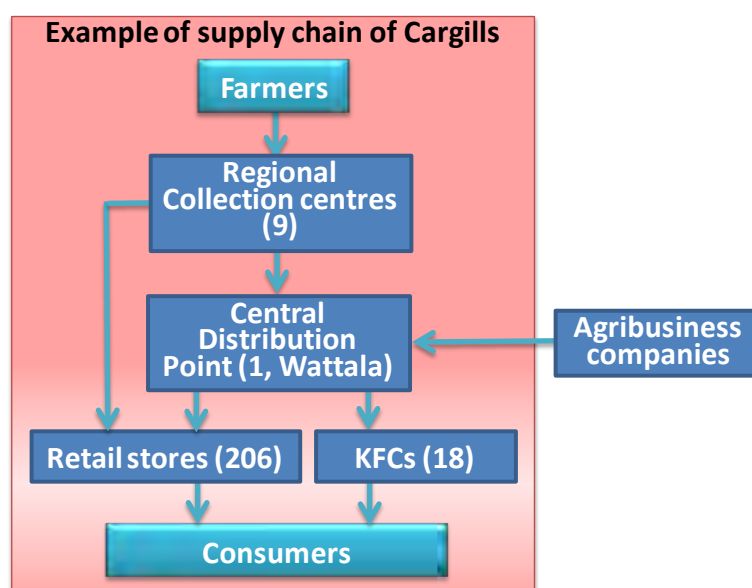 Example of supply chain of Cargills
Farmers
Regional
Collection centres
(9)
Central
Distribution
Point (1, Wattala)
Agribusiness
companies
Retail stores (206)
KFCs (18)
Consumers